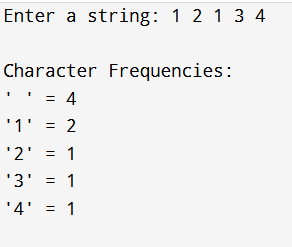 Enter a string: 1 2 1 3 4
Character Frequencies:
' ' = 4
'1' = 2
'2' = 1
'3' = 1
'4' = 1